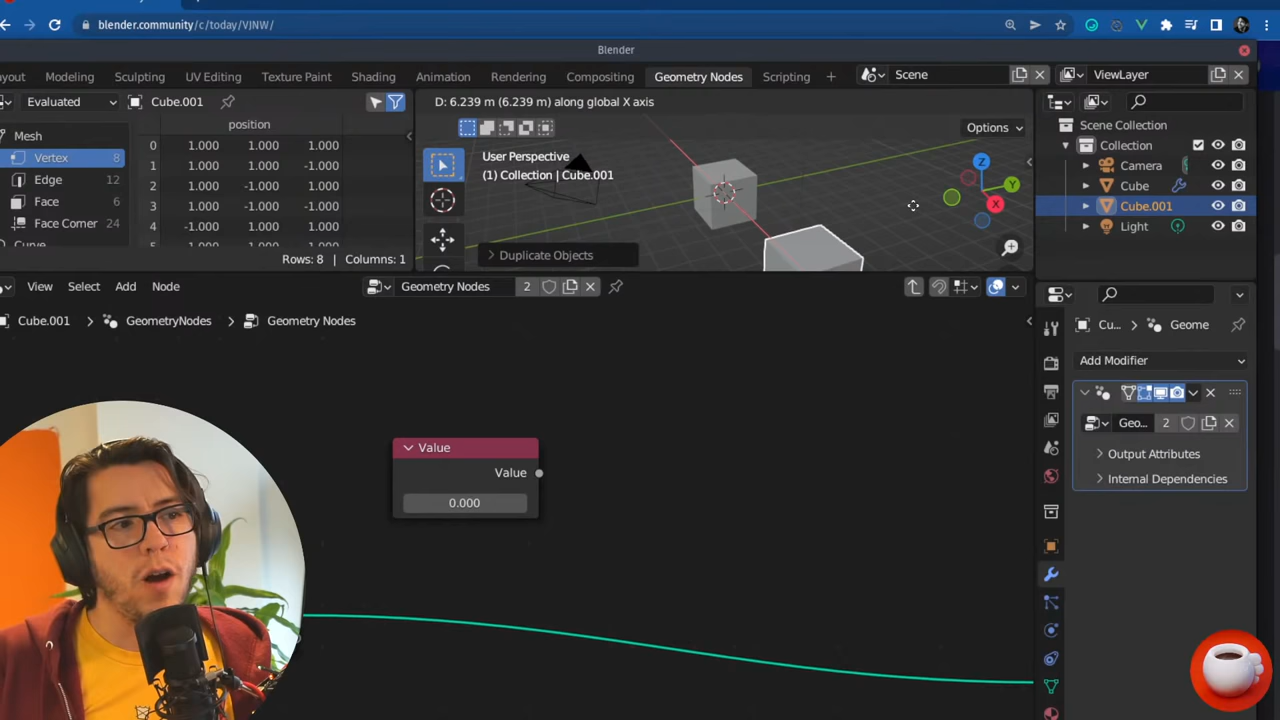 blender.community/c/today/VJNW/
Blender
Modeling Sculpting UV Editing Texture Paint Shading Animation Rendering Compositing Geometry Nodes Scripting Scene ViewLayer
Evaluated Cube.001
D: 6.239 m (6.239 m) along global X axis
position
Mesh
Vertex 8
Edge 12
Face 6
Face Corner 24
1.000 1.000 1.000
1.000 1.000 -1.000
1.000 -1.000 1.000
1.000 -1.000 -1.000
-1.000 1.000 1.000
Rows: 8 | Columns: 1
Options
User Perspective
(1) Collection | Cube.001
Z
Y
X
Duplicate Objects
Scene Collection
Collection
Camera
Cube
Cube.001
Light
View Select Add Node
Geometry Nodes 2
Cube.001 > GeometryNodes > Geometry Nodes
Value
Value
0.000
Cu... > Geome
Add Modifier
Geo... 2
Output Attributes
Internal Dependencies